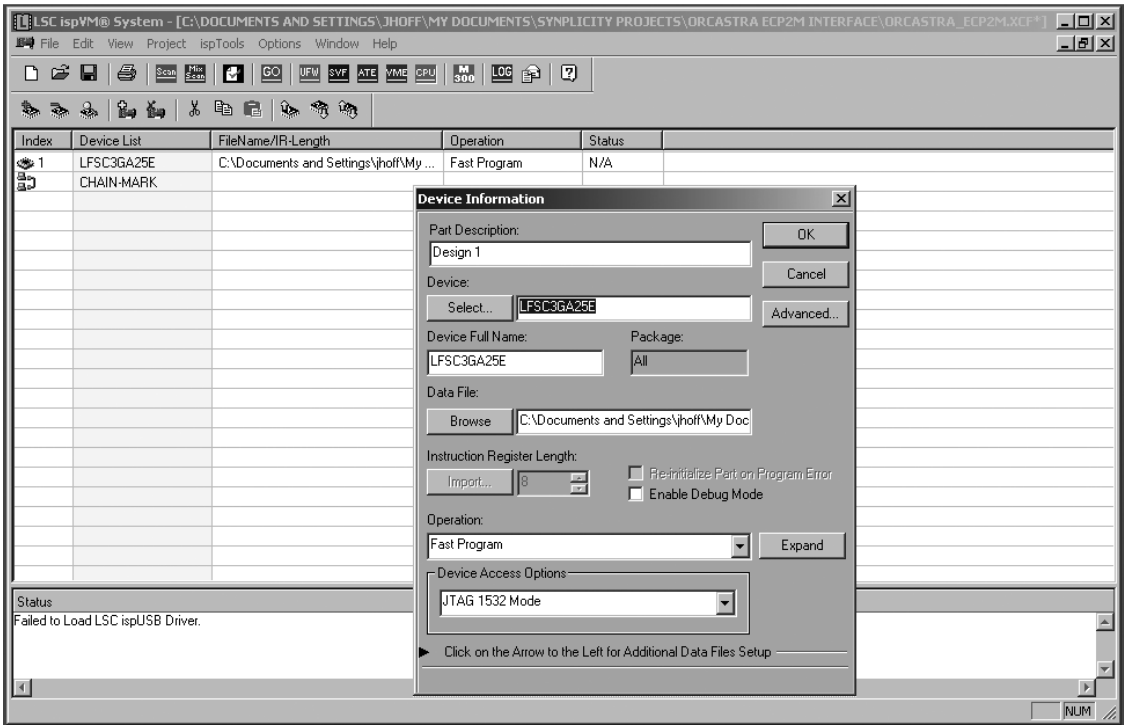 LSC ispVM® System - [C:\DOCUMENTS AND SETTINGS\JHOFF\MY DOCUMENTS\SYNPLICITY PROJECTS\ORCASTRA ECP2M INTERFACE\ORCASTRA_ECP2M.XCF*]
File Edit View Project ispTools Options Window Help
Scan Mix Scan GO UFW SVF ATE VME CPU M 300 LOG
Index Device List FileName/IR-Length Operation Status
1 LFSC3GA25E C:\Documents and Settings\jhoff\My ... Fast Program N/A
CHAIN-MARK
Device Information
Part Description:
OK
Design 1
Cancel
Device:
Select... LFSC3GA25E
Advanced...
Device Full Name: Package:
LFSC3GA25E All
Data File:
Browse C:\Documents and Settings\jhoff\My Doc
Instruction Register Length:
Import... 8
Re-initialize Part on Program Error
Enable Debug Mode
Operation:
Fast Program Expand
Device Access Options
JTAG 1532 Mode
Click on the Arrow to the Left for Additional Data Files Setup
Status
Failed to Load LSC ispUSB Driver.
NUM